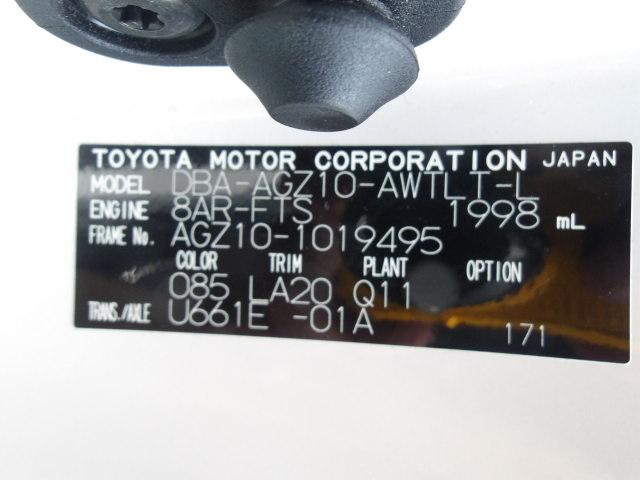 TOYOTA MOTOR CORPORATION JAPAN
MODEL DBA-AGZ10-AWTLT-L
ENGINE 8AR-FTS 1998 mL
FRAME No. AGZ10-1019495
COLOR TRIM PLANT OPTION
085 LA20 Q11
TRANS./AXLE U661E -01A 171